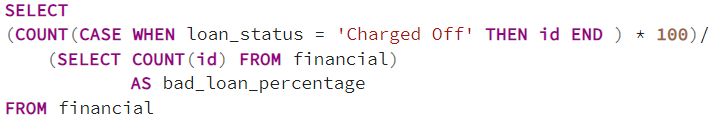 SELECT
(COUNT(CASE WHEN loan_status = 'Charged Off' THEN id END ) * 100)/
(SELECT COUNT(id) FROM financial)
AS bad_loan_percentage
FROM financial